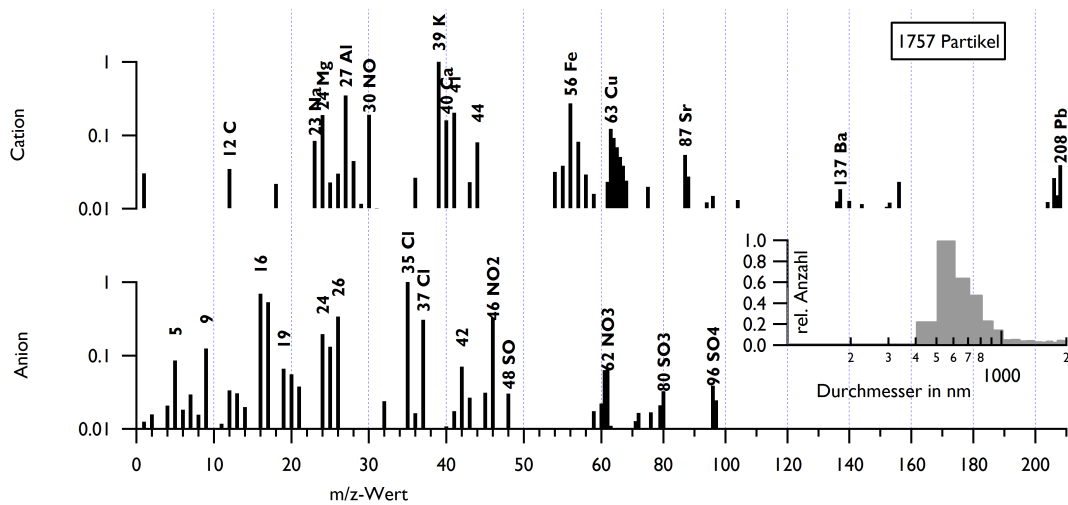 1757 Partikel
Cation
1
0.1
0.01
12 C
23 Na
24 Mg
27 Al
30 NO
39 K
40 Ca
41
44
56 Fe
63 Cu
87 Sr
137 Ba
208 Pb
Anion
1
0.1
0.01
5
9
16
19
24
26
35 Cl
37 Cl
42
46 NO2
48 SO
62 NO3
80 SO3
96 SO4
rel. Anzahl
1.0
0.8
0.6
0.4
0.2
0.0
2 3 4 5 6 7 8 2
1000
Durchmesser in nm
0 10 20 30 40 50 60 80 100 120 140 160 180 200
m/z-Wert